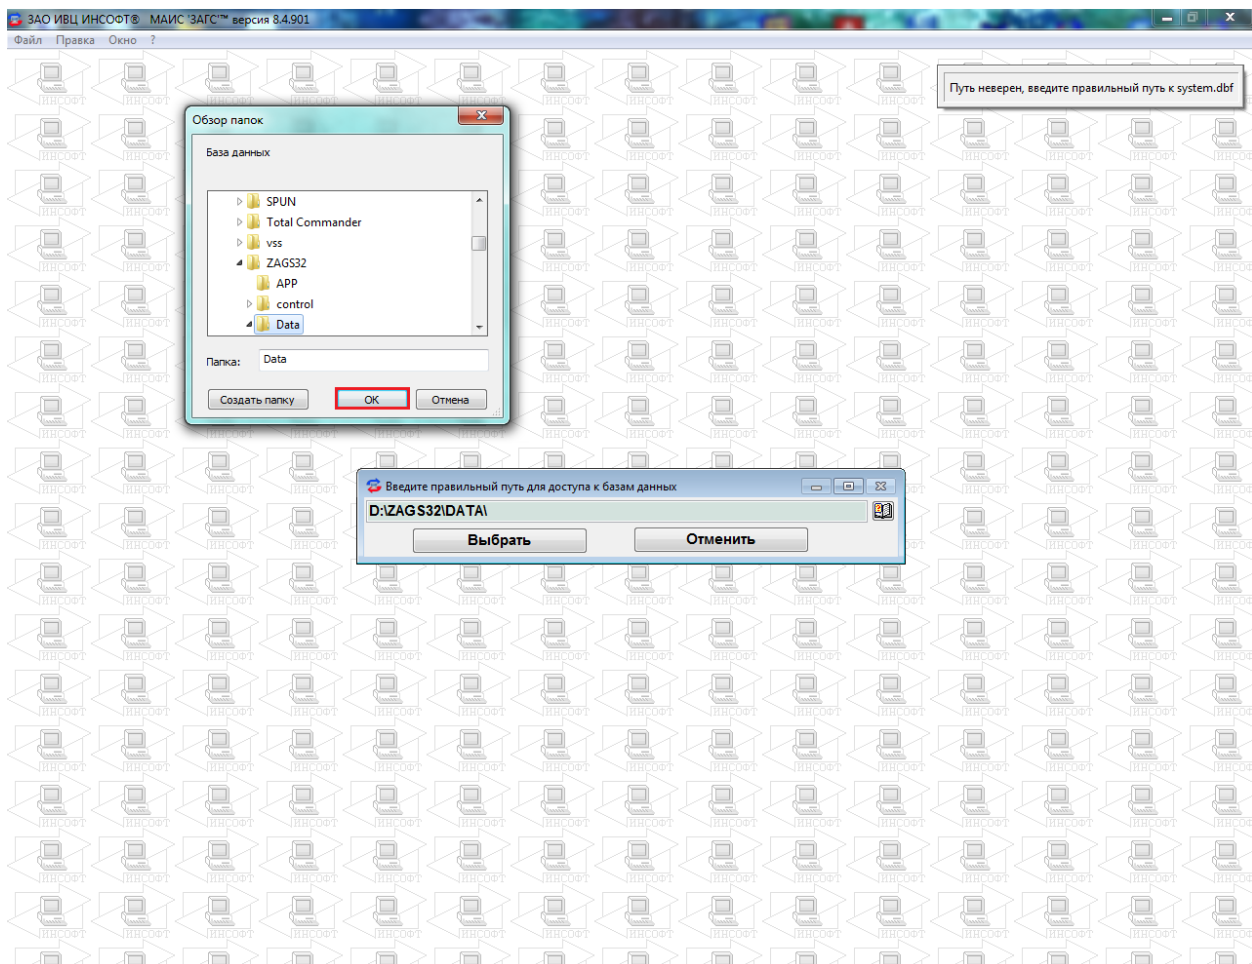 ЗАО ИВЦ ИНСОФТ® МАИС 'ЗАГС'™ версия 8.4.901
Файл Правка Окно ?
Путь неверен, введите правильный путь к system.dbf
Обзор папок
База данных
SPUN
Total Commander
vss
ZAGS32
APP
control
Data
Папка: Data
Создать папку OK Отмена
Введите правильный путь для доступа к базам данных
D:\ZAGS32\DATA\
Выбрать Отменить
ИНСОФТ